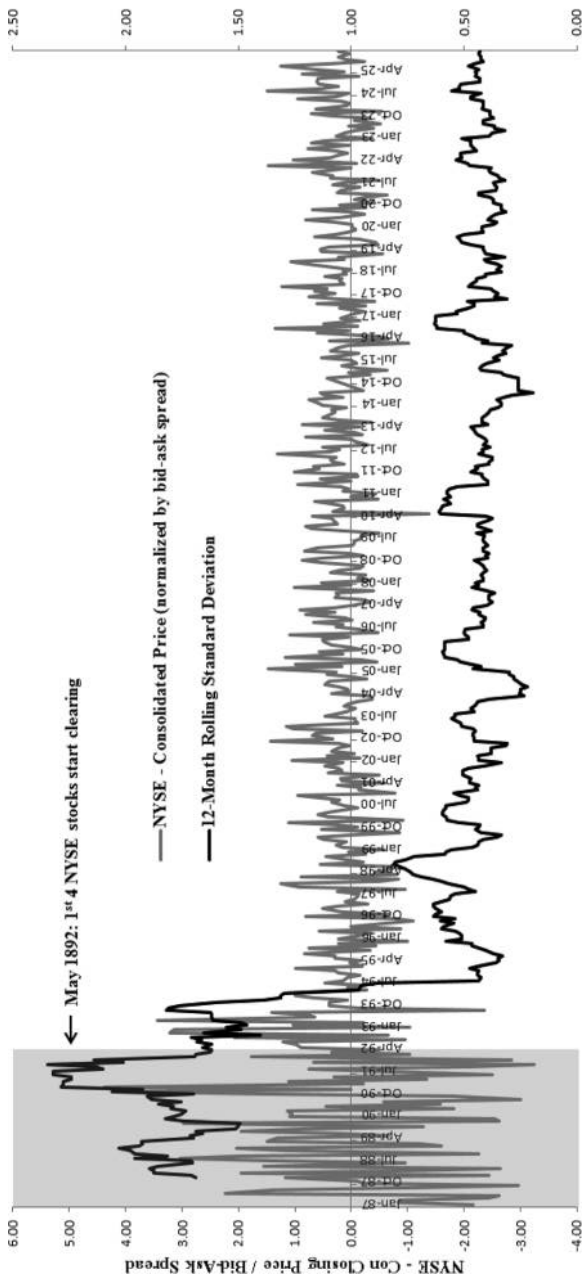 NYSE - Con Closing Price / Bid-Ask Spread
6.00
5.00
4.00
3.00
2.00
1.00
0.00
-1.00
-2.00
-3.00
-4.00
May 1892: 1st 4 NYSE stocks start clearing
NYSE - Consolidated Price (normalized by bid-ask spread)
12-Month Rolling Standard Deviation
Jan-87
Oct-87
Jul-88
Apr-89
Jan-90
Oct-90
Jul-91
Apr-92
Jan-93
Oct-93
Jul-94
Apr-95
Jan-96
Oct-96
Jul-97
Apr-98
Jan-99
Oct-99
Jul-00
Apr-01
Jan-02
Oct-02
Jul-03
Apr-04
Jan-05
Oct-05
Jul-06
Apr-07
Jan-08
Oct-08
Jul-09
Apr-10
Jan-11
Oct-11
Jul-12
Apr-13
Jan-14
Oct-14
Jul-15
Apr-16
Jan-17
Oct-17
Jul-18
Apr-19
Jan-20
Oct-20
Jul-21
Apr-22
Jan-23
Oct-23
Jul-24
Apr-25
2.50
2.00
1.50
1.00
0.50
0.00